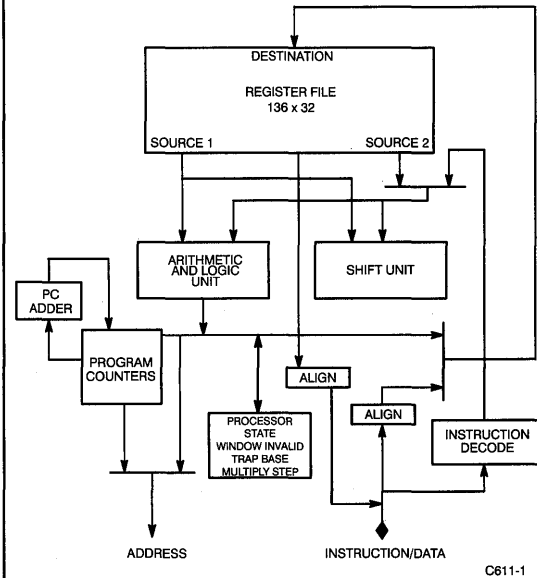 DESTINATION
REGISTER FILE
136 x 32
SOURCE 1
SOURCE 2
ARITHMETIC
AND LOGIC
UNIT
SHIFT UNIT
PC
ADDER
PROGRAM
COUNTERS
ALIGN
ALIGN
PROCESSOR
STATE
WINDOW INVALID
TRAP BASE
MULTIPLY STEP
INSTRUCTION
DECODE
ADDRESS
INSTRUCTION/DATA
C611-1